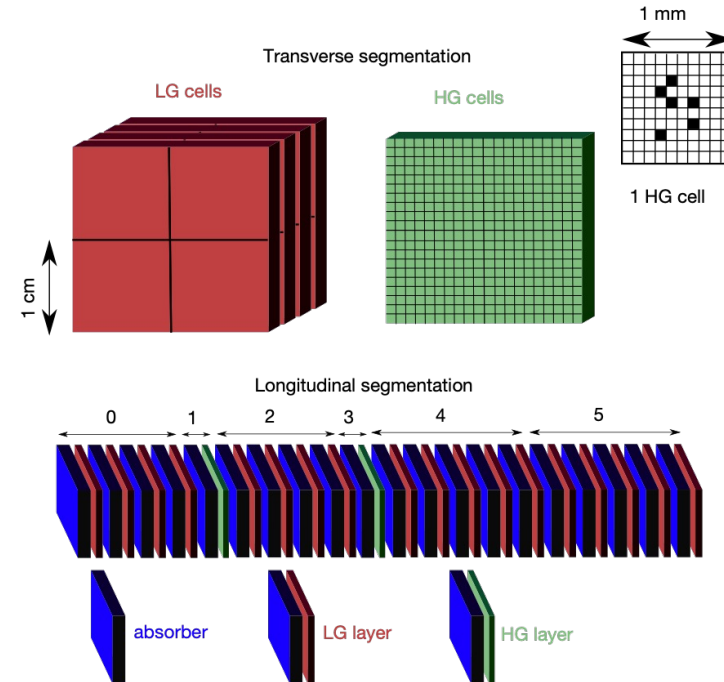 1 mm
Transverse segmentation
LG cells
HG cells
1 HG cell
1 cm
Longitudinal segmentation
0 1 2 3 4 5
absorber
LG layer
HG layer